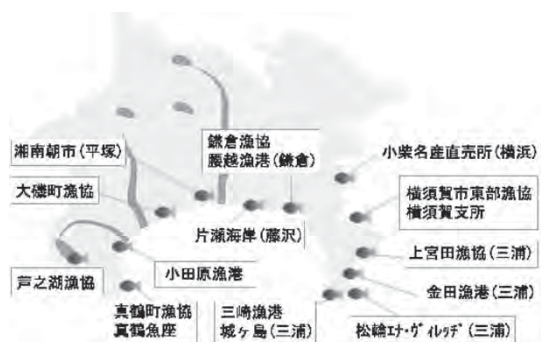 湘南朝市(平塚)
鎌倉漁協
腰越漁港(鎌倉)
小柴名産直売所(横浜)
大磯町漁協
横須賀市東部漁協
横須賀支所
片瀬海岸(藤沢)
上宮田漁協(三浦)
芦之湖漁協
小田原漁港
金田漁港(三浦)
真鶴町漁協
真鶴魚座
三崎漁港
城ヶ島(三浦)
松輪エナ・ヴィレッヂ(三浦)